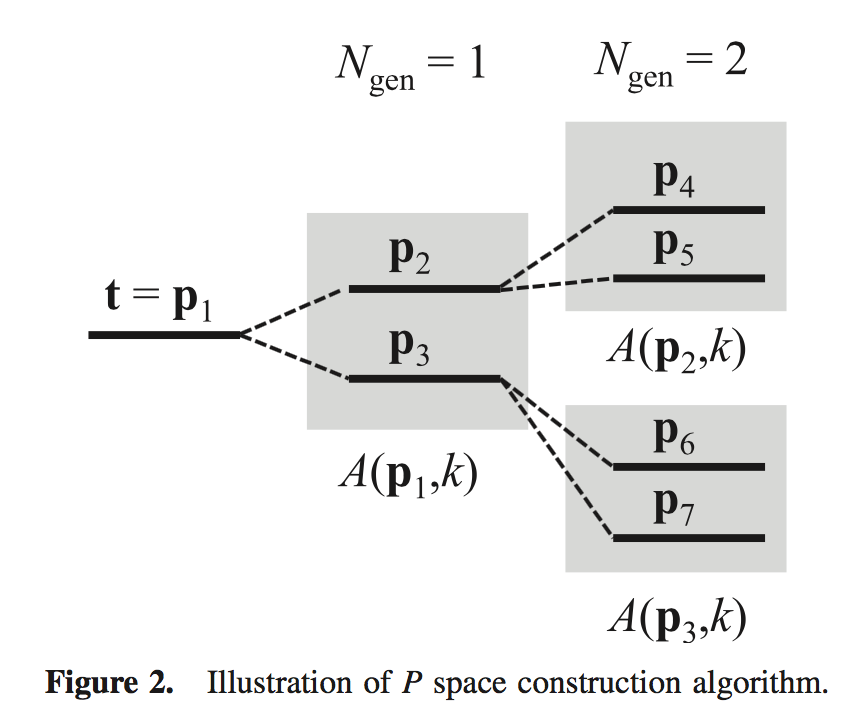 N_gen = 1
N_gen = 2
t = p₁
p₂
p₃
A(p₁,k)
p₄
p₅
A(p₂,k)
p₆
p₇
A(p₃,k)
Figure 2. Illustration of P space construction algorithm.